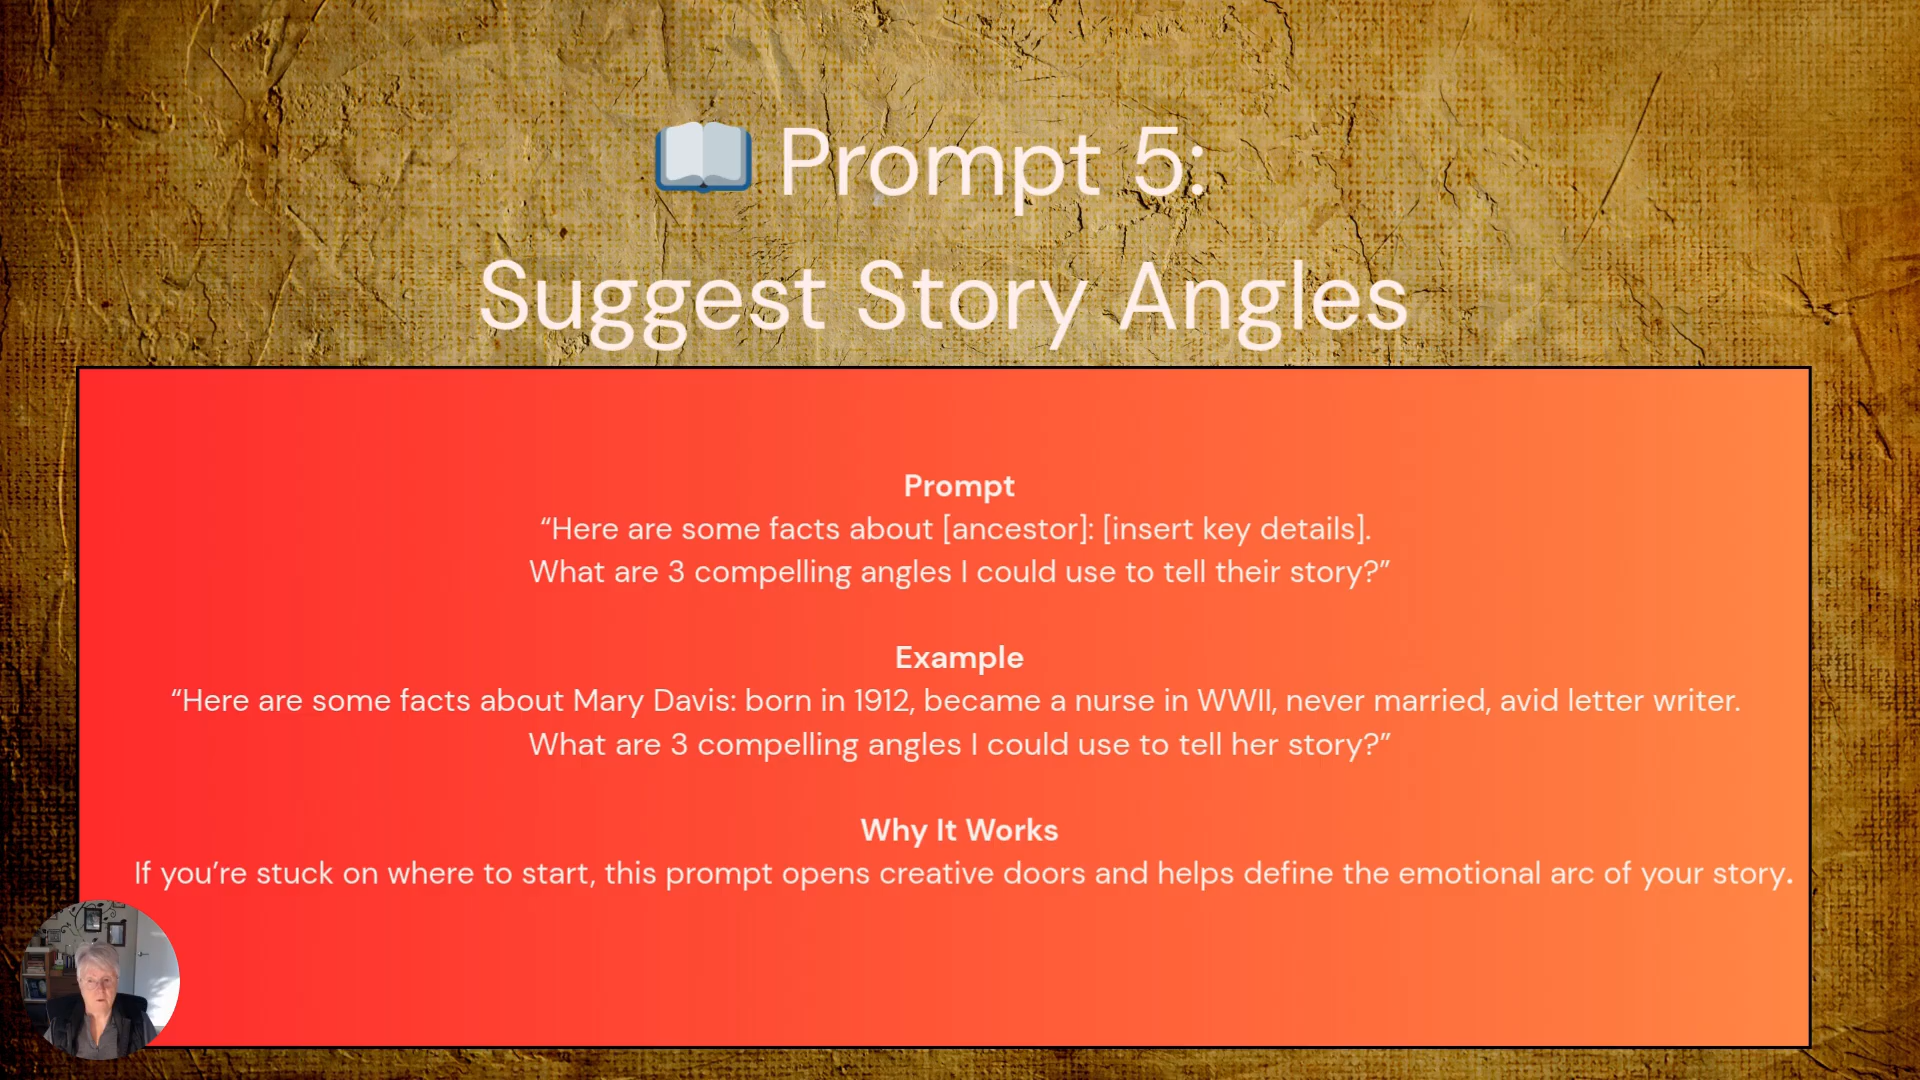 Prompt 5:
Suggest Story Angles
Prompt
“Here are some facts about [ancestor]: [insert key details].
What are 3 compelling angles I could use to tell their story?”
Example
“Here are some facts about Mary Davis: born in 1912, became a nurse in WWII, never married, avid letter writer.
What are 3 compelling angles I could use to tell her story?”
Why It Works
If you’re stuck on where to start, this prompt opens creative doors and helps define the emotional arc of your story.